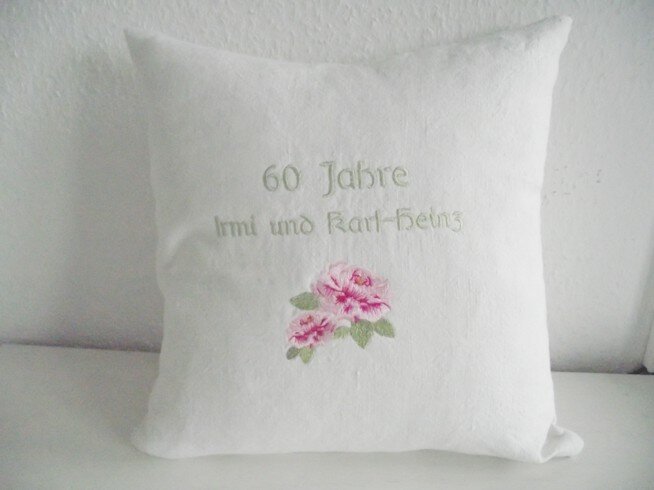 60 Jahre
Irmi und Karl-Heinz